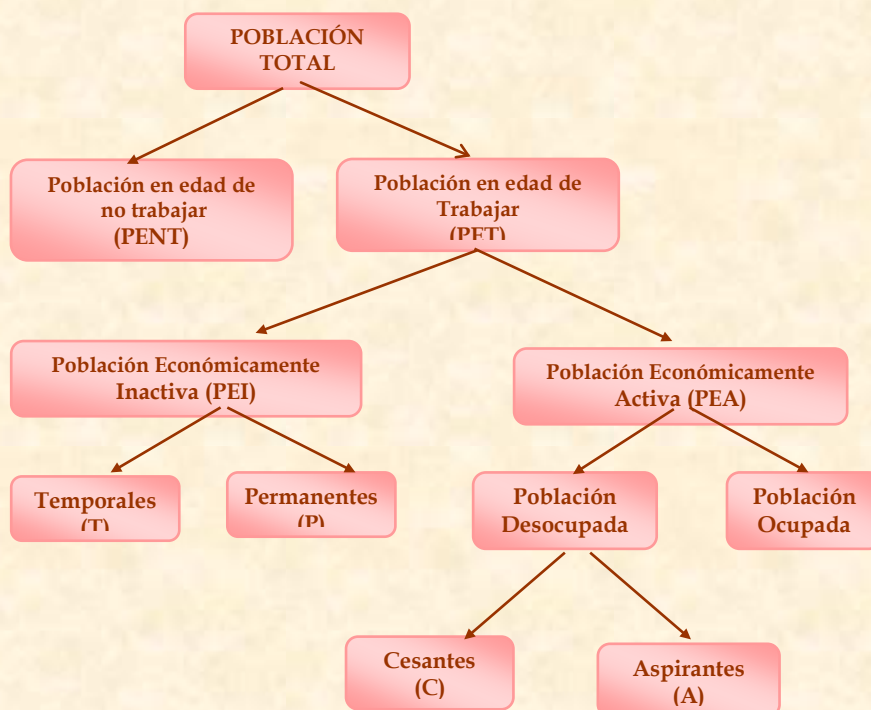 POBLACIÓN
TOTAL
Población en edad de
no trabajar
(PENT)
Población en edad de
Trabajar
(PET)
Población Económicamente
Inactiva (PEI)
Población Económicamente
Activa (PEA)
Temporales
(T)
Permanentes
(P)
Población
Desocupada
Población
Ocupada
Cesantes
(C)
Aspirantes
(A)